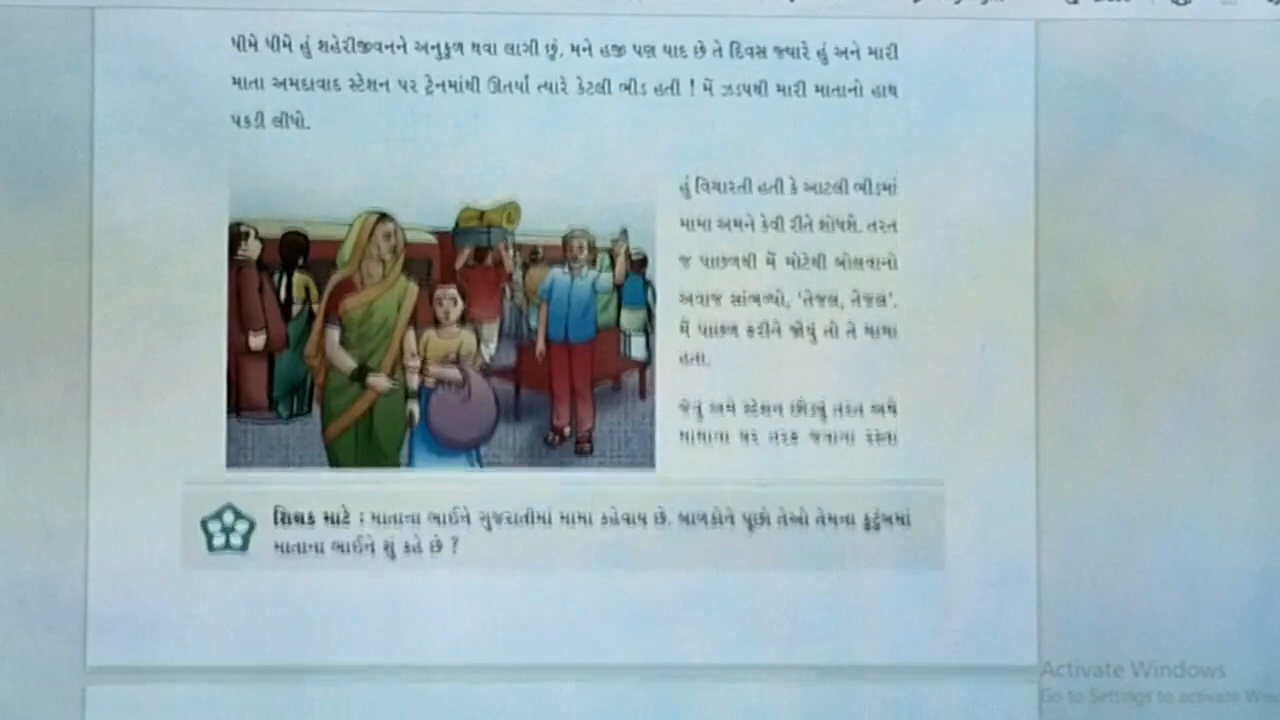 ધીમે ધીમે હું શહેરીજીવનને અનુકૂળ થવા લાગી છું. મને હજી પણ યાદ છે તે દિવસ જ્યારે હું અને મારી
માતા અમદાવાદ સ્ટેશન પર ટ્રેનમાંથી ઊતર્યાં ત્યારે કેટલી ભીડ હતી ! મેં ઝડપથી મારી માતાનો હાથ
પકડી લીધો.
હું વિચારતી હતી કે આટલી ભીડમાં
મામા અમને કેવી રીતે શોધશે. તરત
જ પાછળથી મેં મોટેથી બોલવાનો
અવાજ સાંભળ્યો, 'તેજલ, તેજલ'.
મેં પાછળ ફરીને જોયું તો તે મામા
હતા.
જેવું અમે સ્ટેશન છોડ્યું તરત અમે
મામાના ઘર તરફ જવાના રસ્તા
શિક્ષક માટે : માતાના ભાઈને ગુજરાતીમાં મામા કહેવાય છે. બાળકોને પૂછો તેઓ તેમના કુટુંબમાં
માતાના ભાઈને શું કહે છે ?
Activate Windows
Go to Settings to activate